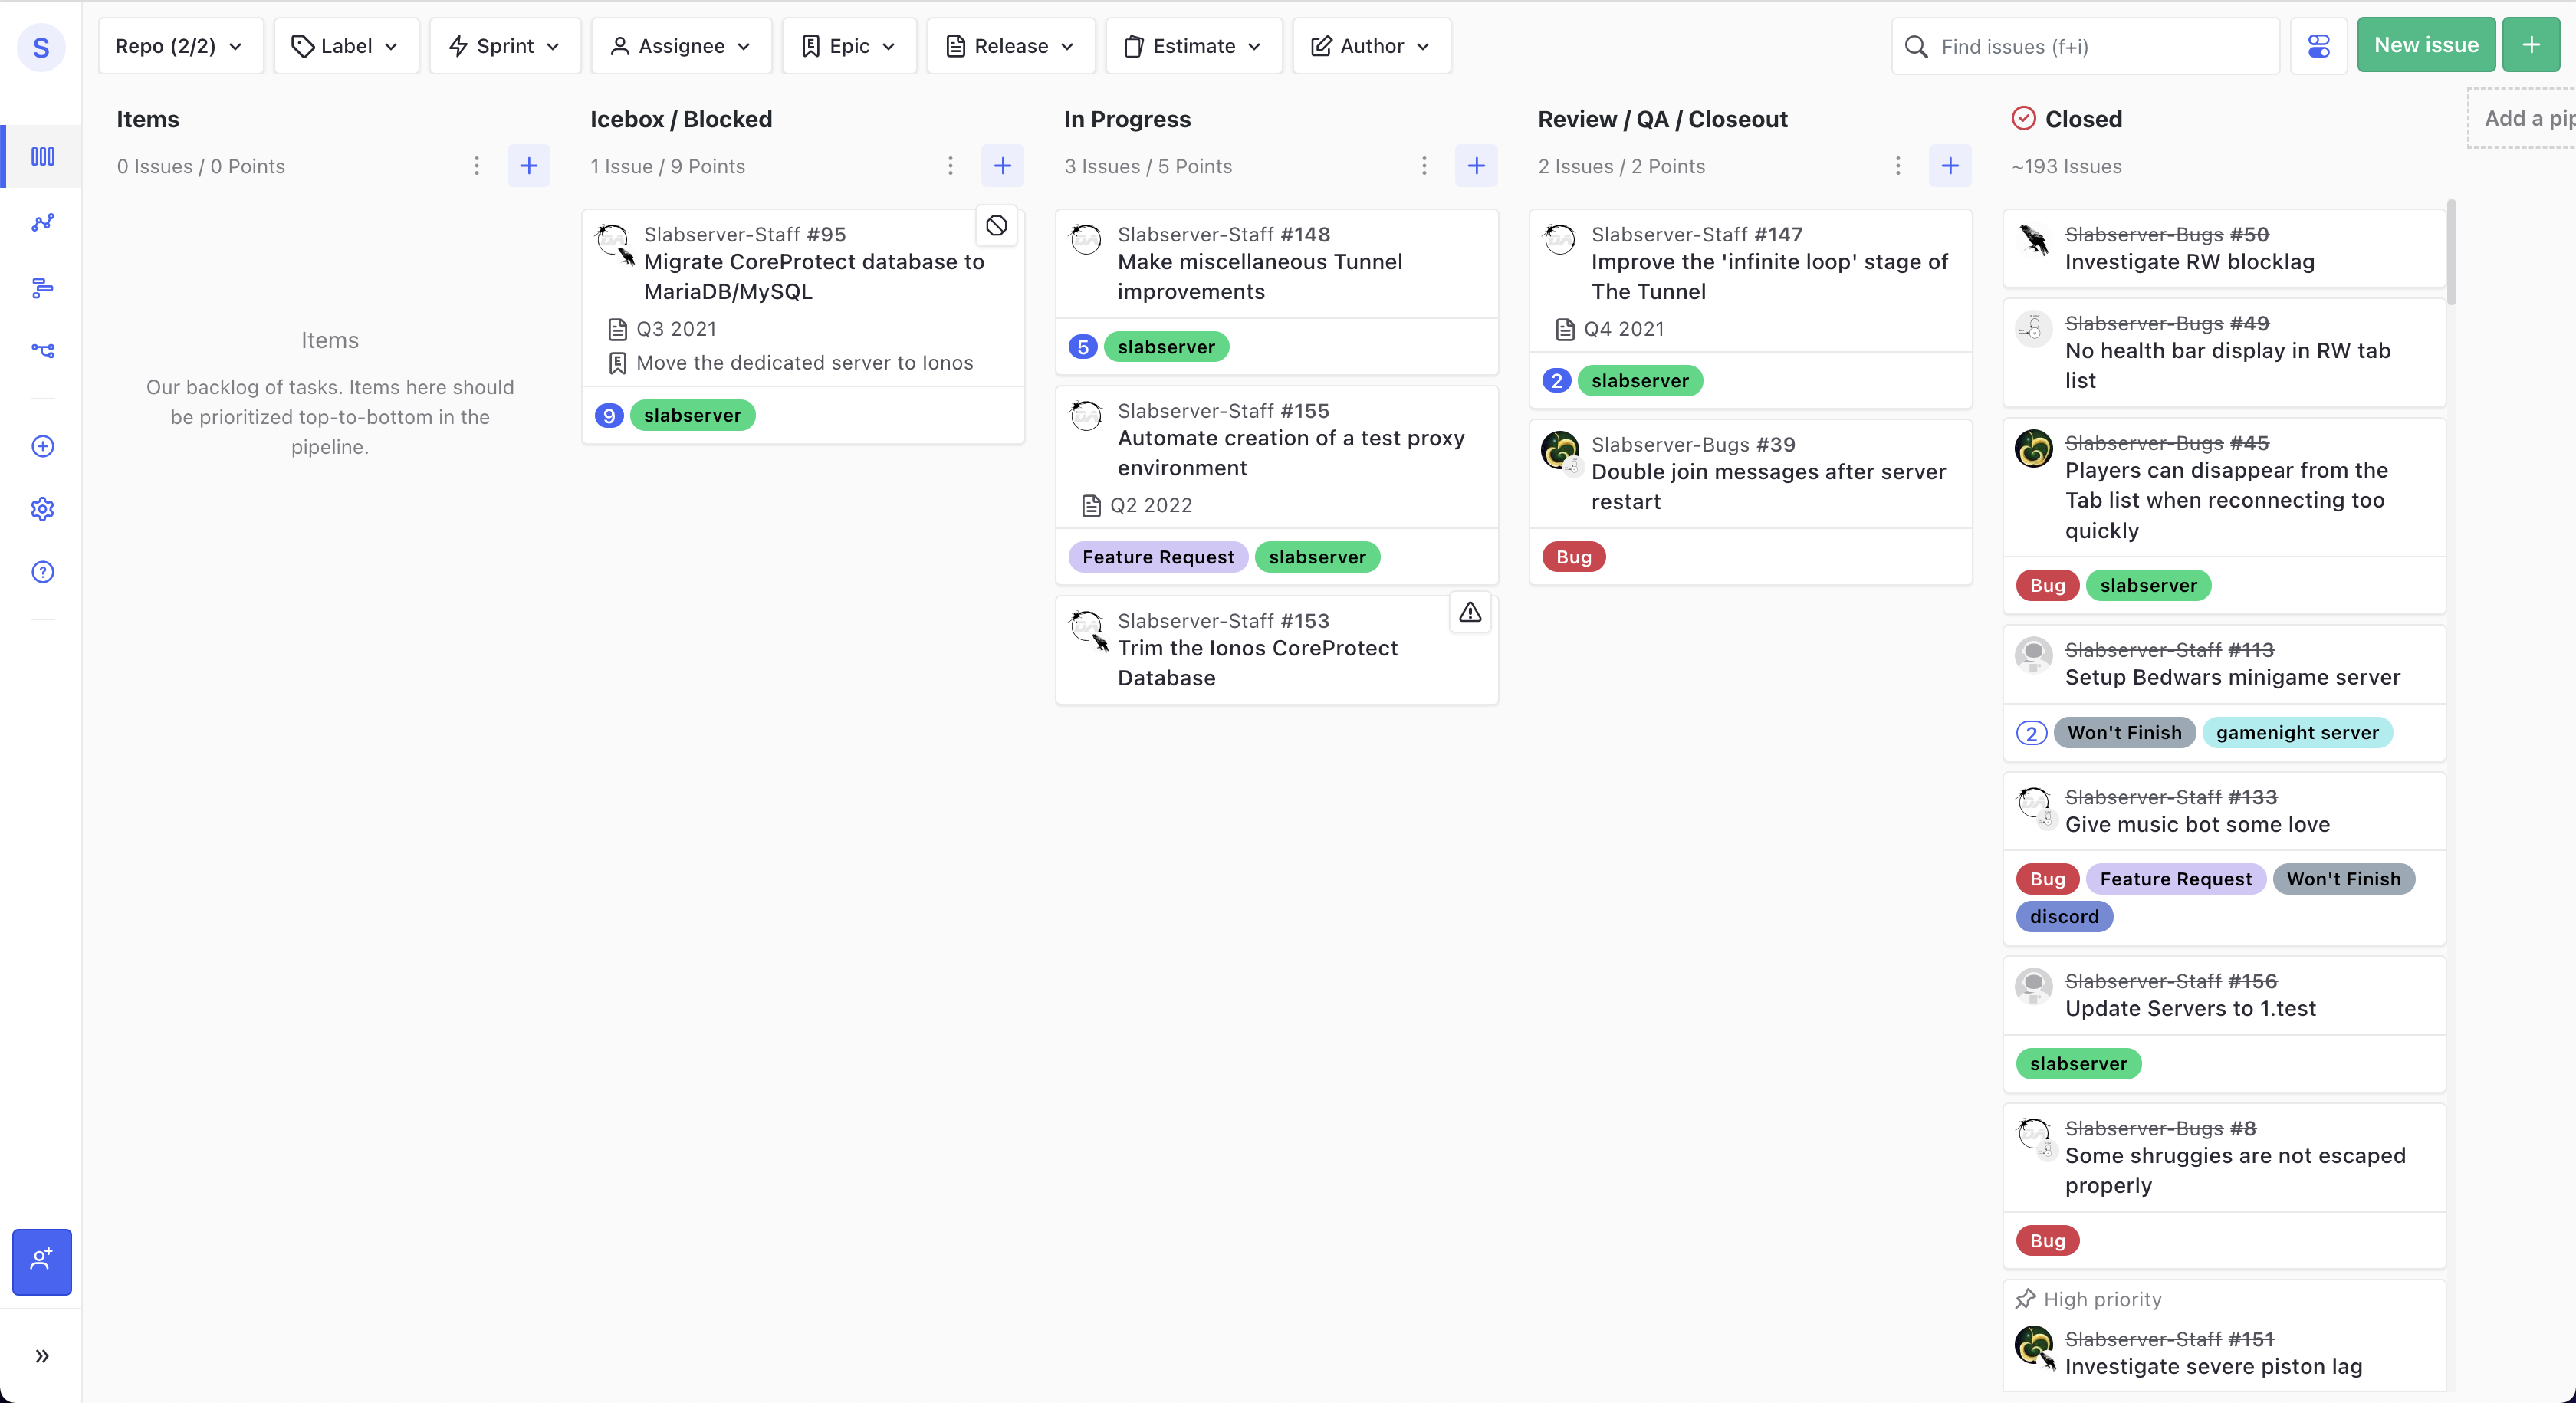 S
Repo (2/2)
Label
Sprint
Assignee
Epic
Release
Estimate
Author
Find issues (f+i)
New issue
Items
0 Issues / 0 Points
Items
Our backlog of tasks. Items here should
be prioritized top-to-bottom in the
pipeline.
Icebox / Blocked
1 Issue / 9 Points
Slabserver-Staff #95
Migrate CoreProtect database to
MariaDB/MySQL
Q3 2021
Move the dedicated server to Ionos
9 slabserver
In Progress
3 Issues / 5 Points
Slabserver-Staff #148
Make miscellaneous Tunnel
improvements
5 slabserver
Slabserver-Staff #155
Automate creation of a test proxy
environment
Q2 2022
Feature Request slabserver
Slabserver-Staff #153
Trim the Ionos CoreProtect
Database
Review / QA / Closeout
2 Issues / 2 Points
Slabserver-Staff #147
Improve the 'infinite loop' stage of
The Tunnel
Q4 2021
2 slabserver
Slabserver-Bugs #39
Double join messages after server
restart
Bug
Closed
~193 Issues
Slabserver-Bugs #50
Investigate RW blocklag
Slabserver-Bugs #49
No health bar display in RW tab
list
Slabserver-Bugs #45
Players can disappear from the
Tab list when reconnecting too
quickly
Bug slabserver
Slabserver-Staff #113
Setup Bedwars minigame server
2 Won't Finish gamenight server
Slabserver-Staff #133
Give music bot some love
Bug Feature Request Won't Finish
discord
Slabserver-Staff #156
Update Servers to 1.test
slabserver
Slabserver-Bugs #8
Some shruggies are not escaped
properly
Bug
High priority
Slabserver-Staff #151
Investigate severe piston lag
Add a pip